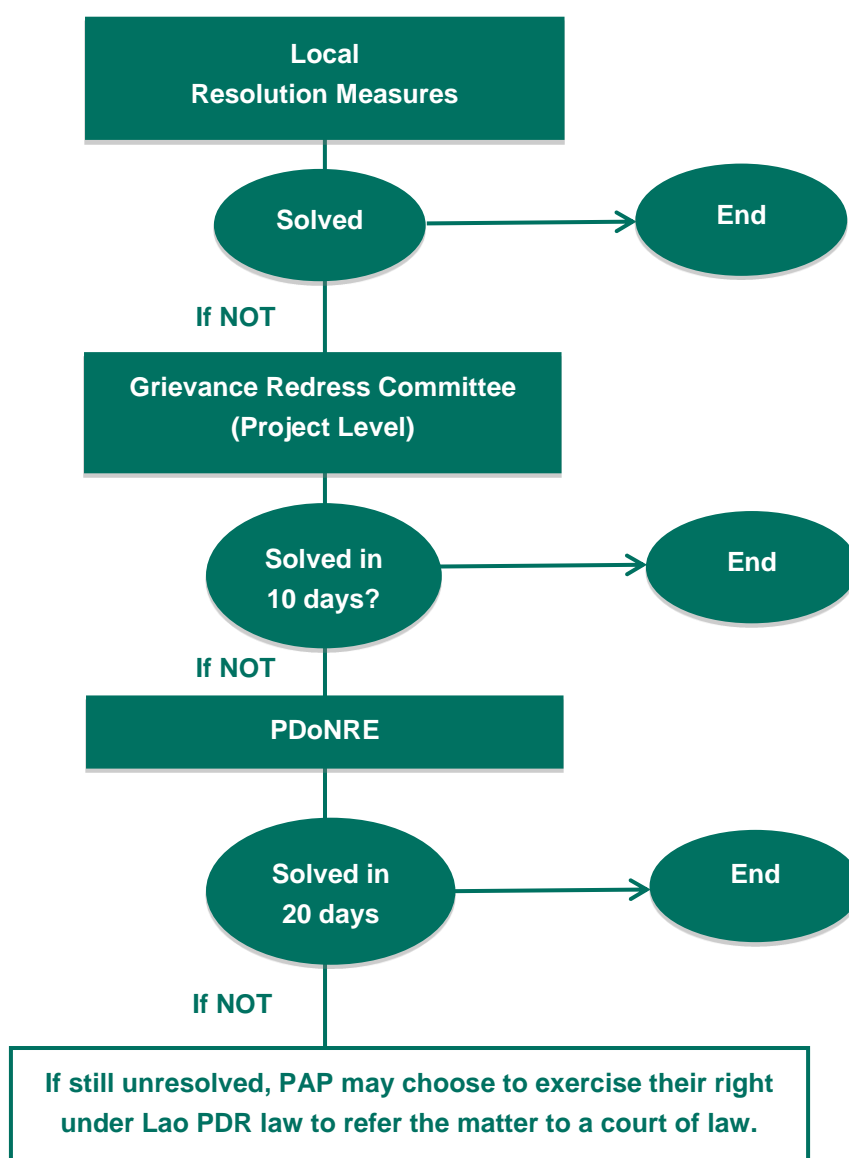 Local
Resolution Measures
Solved
End
If NOT
Grievance Redress Committee
(Project Level)
Solved in
10 days?
End
If NOT
PDoNRE
Solved in
20 days
End
If NOT
If still unresolved, PAP may choose to exercise their right
under Lao PDR law to refer the matter to a court of law.